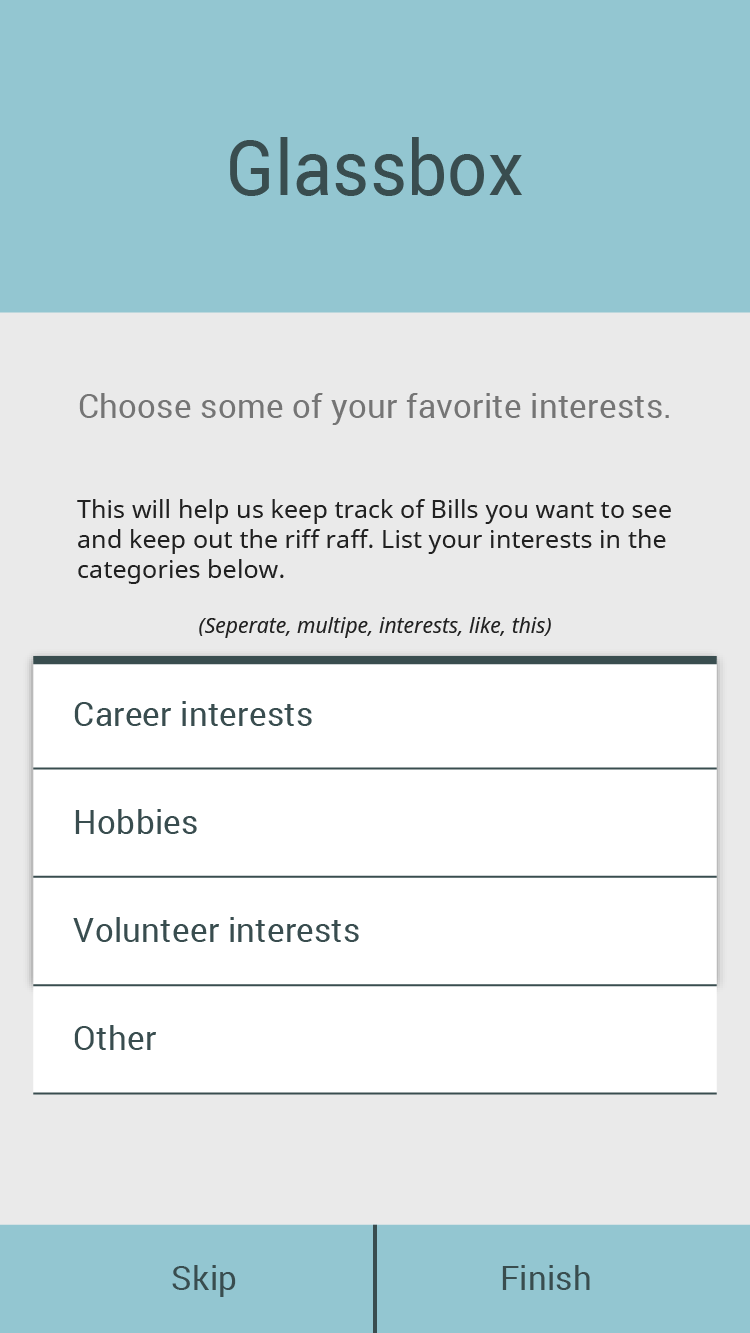 Glassbox
Choose some of your favorite interests.
This will help us keep track of Bills you want to see
and keep out the riff raff. List your interests in the
categories below.
(Seperate, multipe, interests, like, this)
Career interests
Hobbies
Volunteer interests
Other
Skip
Finish